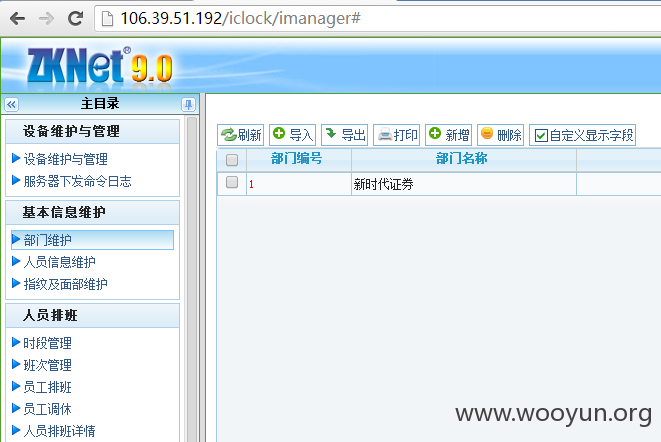 106.39.51.192/iclock/imanager#
ZKNet® 9.0
主目录
设备维护与管理
设备维护与管理
服务器下发命令日志
基本信息维护
部门维护
人员信息维护
指纹及面部维护
人员排班
时段管理
班次管理
员工排班
员工调休
人员排班详情
刷新 导入 导出 打印 新增 删除 自定义显示字段
部门编号 部门名称
1 新时代证券
www.wooyun.org